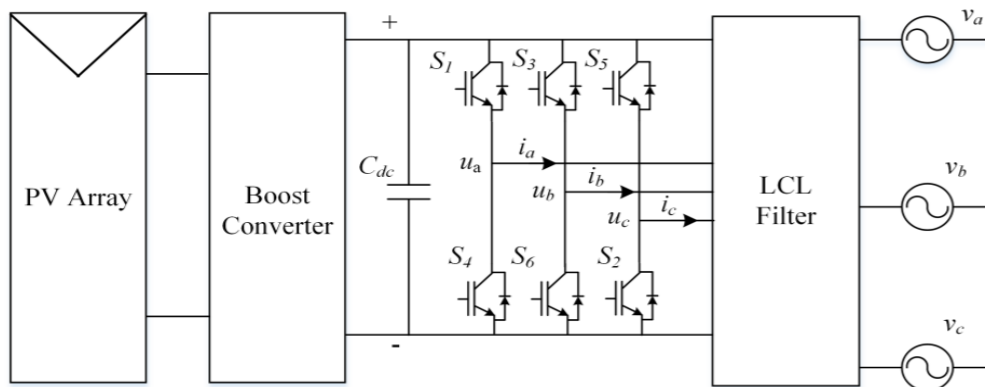 PV Array
Boost
Converter
+
-
C_dc
S_1
S_3
S_5
u_a
i_a
u_b
i_b
u_c
i_c
S_4
S_6
S_2
LCL
Filter
v_a
v_b
v_c